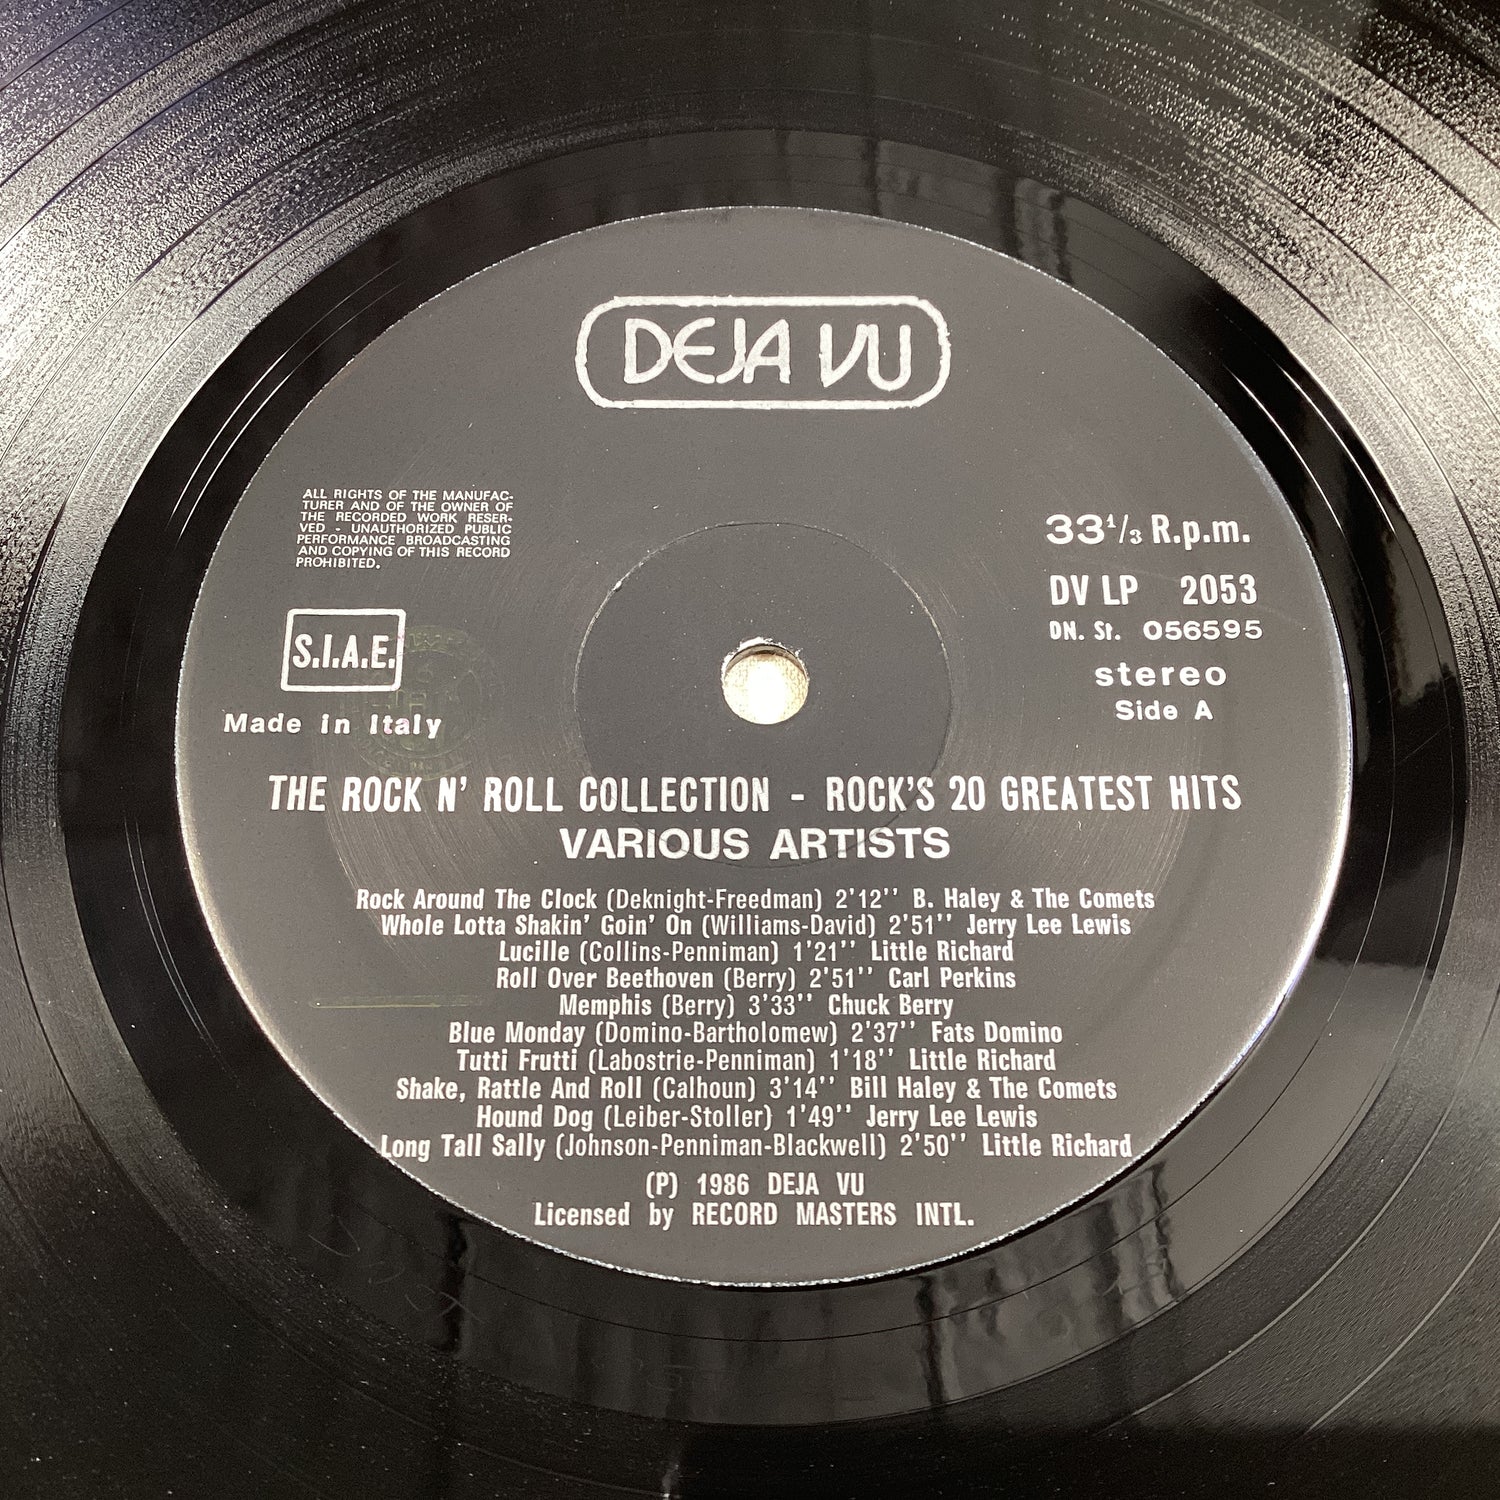 DEJA VU
ALL RIGHTS OF THE MANUFAC-
TURER AND OF THE OWNER OF
THE RECORDED WORK RESER-
VED - UNAUTHORIZED PUBLIC
PERFORMANCE BROADCASTING
AND COPYING OF THIS RECORD
PROHIBITED.
S.I.A.E.
Made in Italy
33 1/3 R.p.m.
DV LP 2053
DN. St. 056595
stereo
Side A
THE ROCK N' ROLL COLLECTION - ROCK'S 20 GREATEST HITS
VARIOUS ARTISTS
Rock Around The Clock (Deknight-Freedman) 2'12'' B. Haley & The Comets
Whole Lotta Shakin' Goin' On (Williams-David) 2'51'' Jerry Lee Lewis
Lucille (Collins-Penniman) 1'21'' Little Richard
Roll Over Beethoven (Berry) 2'51'' Carl Perkins
Memphis (Berry) 3'33'' Chuck Berry
Blue Monday (Domino-Bartholomew) 2'37'' Fats Domino
Tutti Frutti (Labostrie-Penniman) 1'18'' Little Richard
Shake, Rattle And Roll (Calhoun) 3'14'' Bill Haley & The Comets
Hound Dog (Leiber-Stoller) 1'49'' Jerry Lee Lewis
Long Tall Sally (Johnson-Penniman-Blackwell) 2'50'' Little Richard
(P) 1986 DEJA VU
Licensed by RECORD MASTERS INTL.